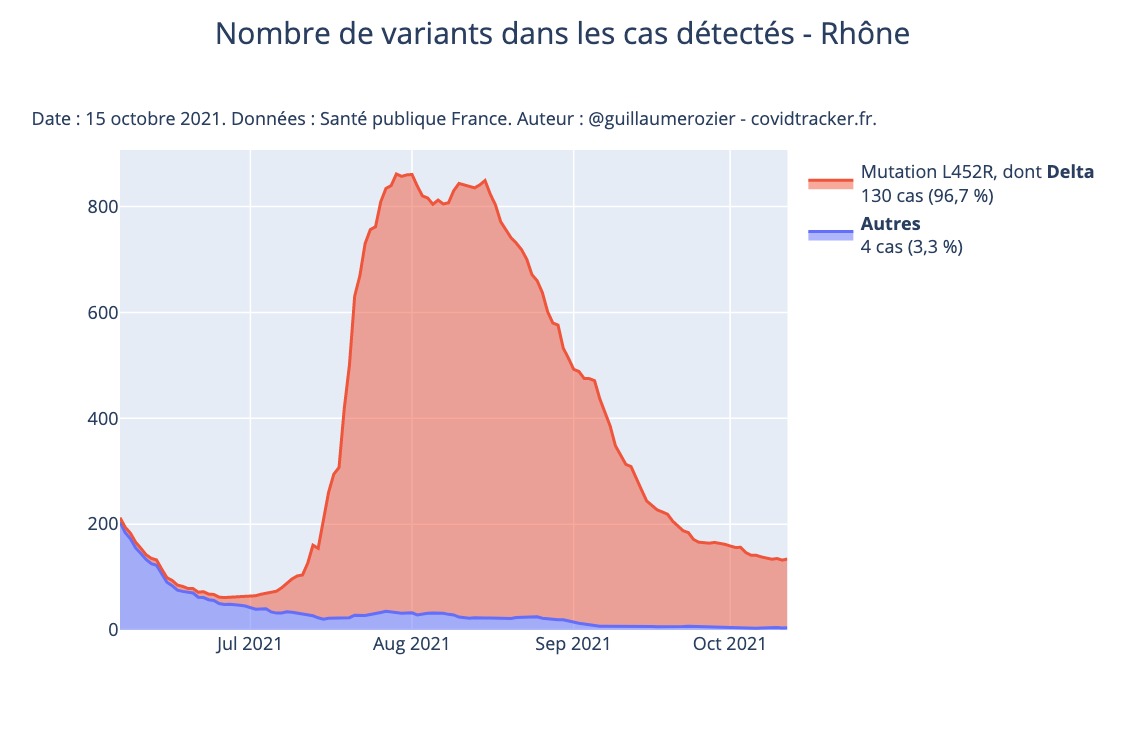 Nombre de variants dans les cas détectés - Rhône
Date : 15 octobre 2021. Données : Santé publique France. Auteur : @guillaumerozier - covidtracker.fr.
Mutation L452R, dont Delta
130 cas (96,7 %)
Autres
4 cas (3,3 %)
800
600
400
200
0
Jul 2021
Aug 2021
Sep 2021
Oct 2021